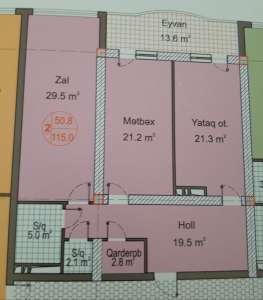 Eyvan
13.6 m²
Zal
29.5 m²
2
50.8
115.0
Mətbəx
21.2 m²
Yataq ot.
21.3 m²
Holl
19.5 m²
S/q
5.0 m²
S/q
2.1 m²
Qarderob
2.8 m²